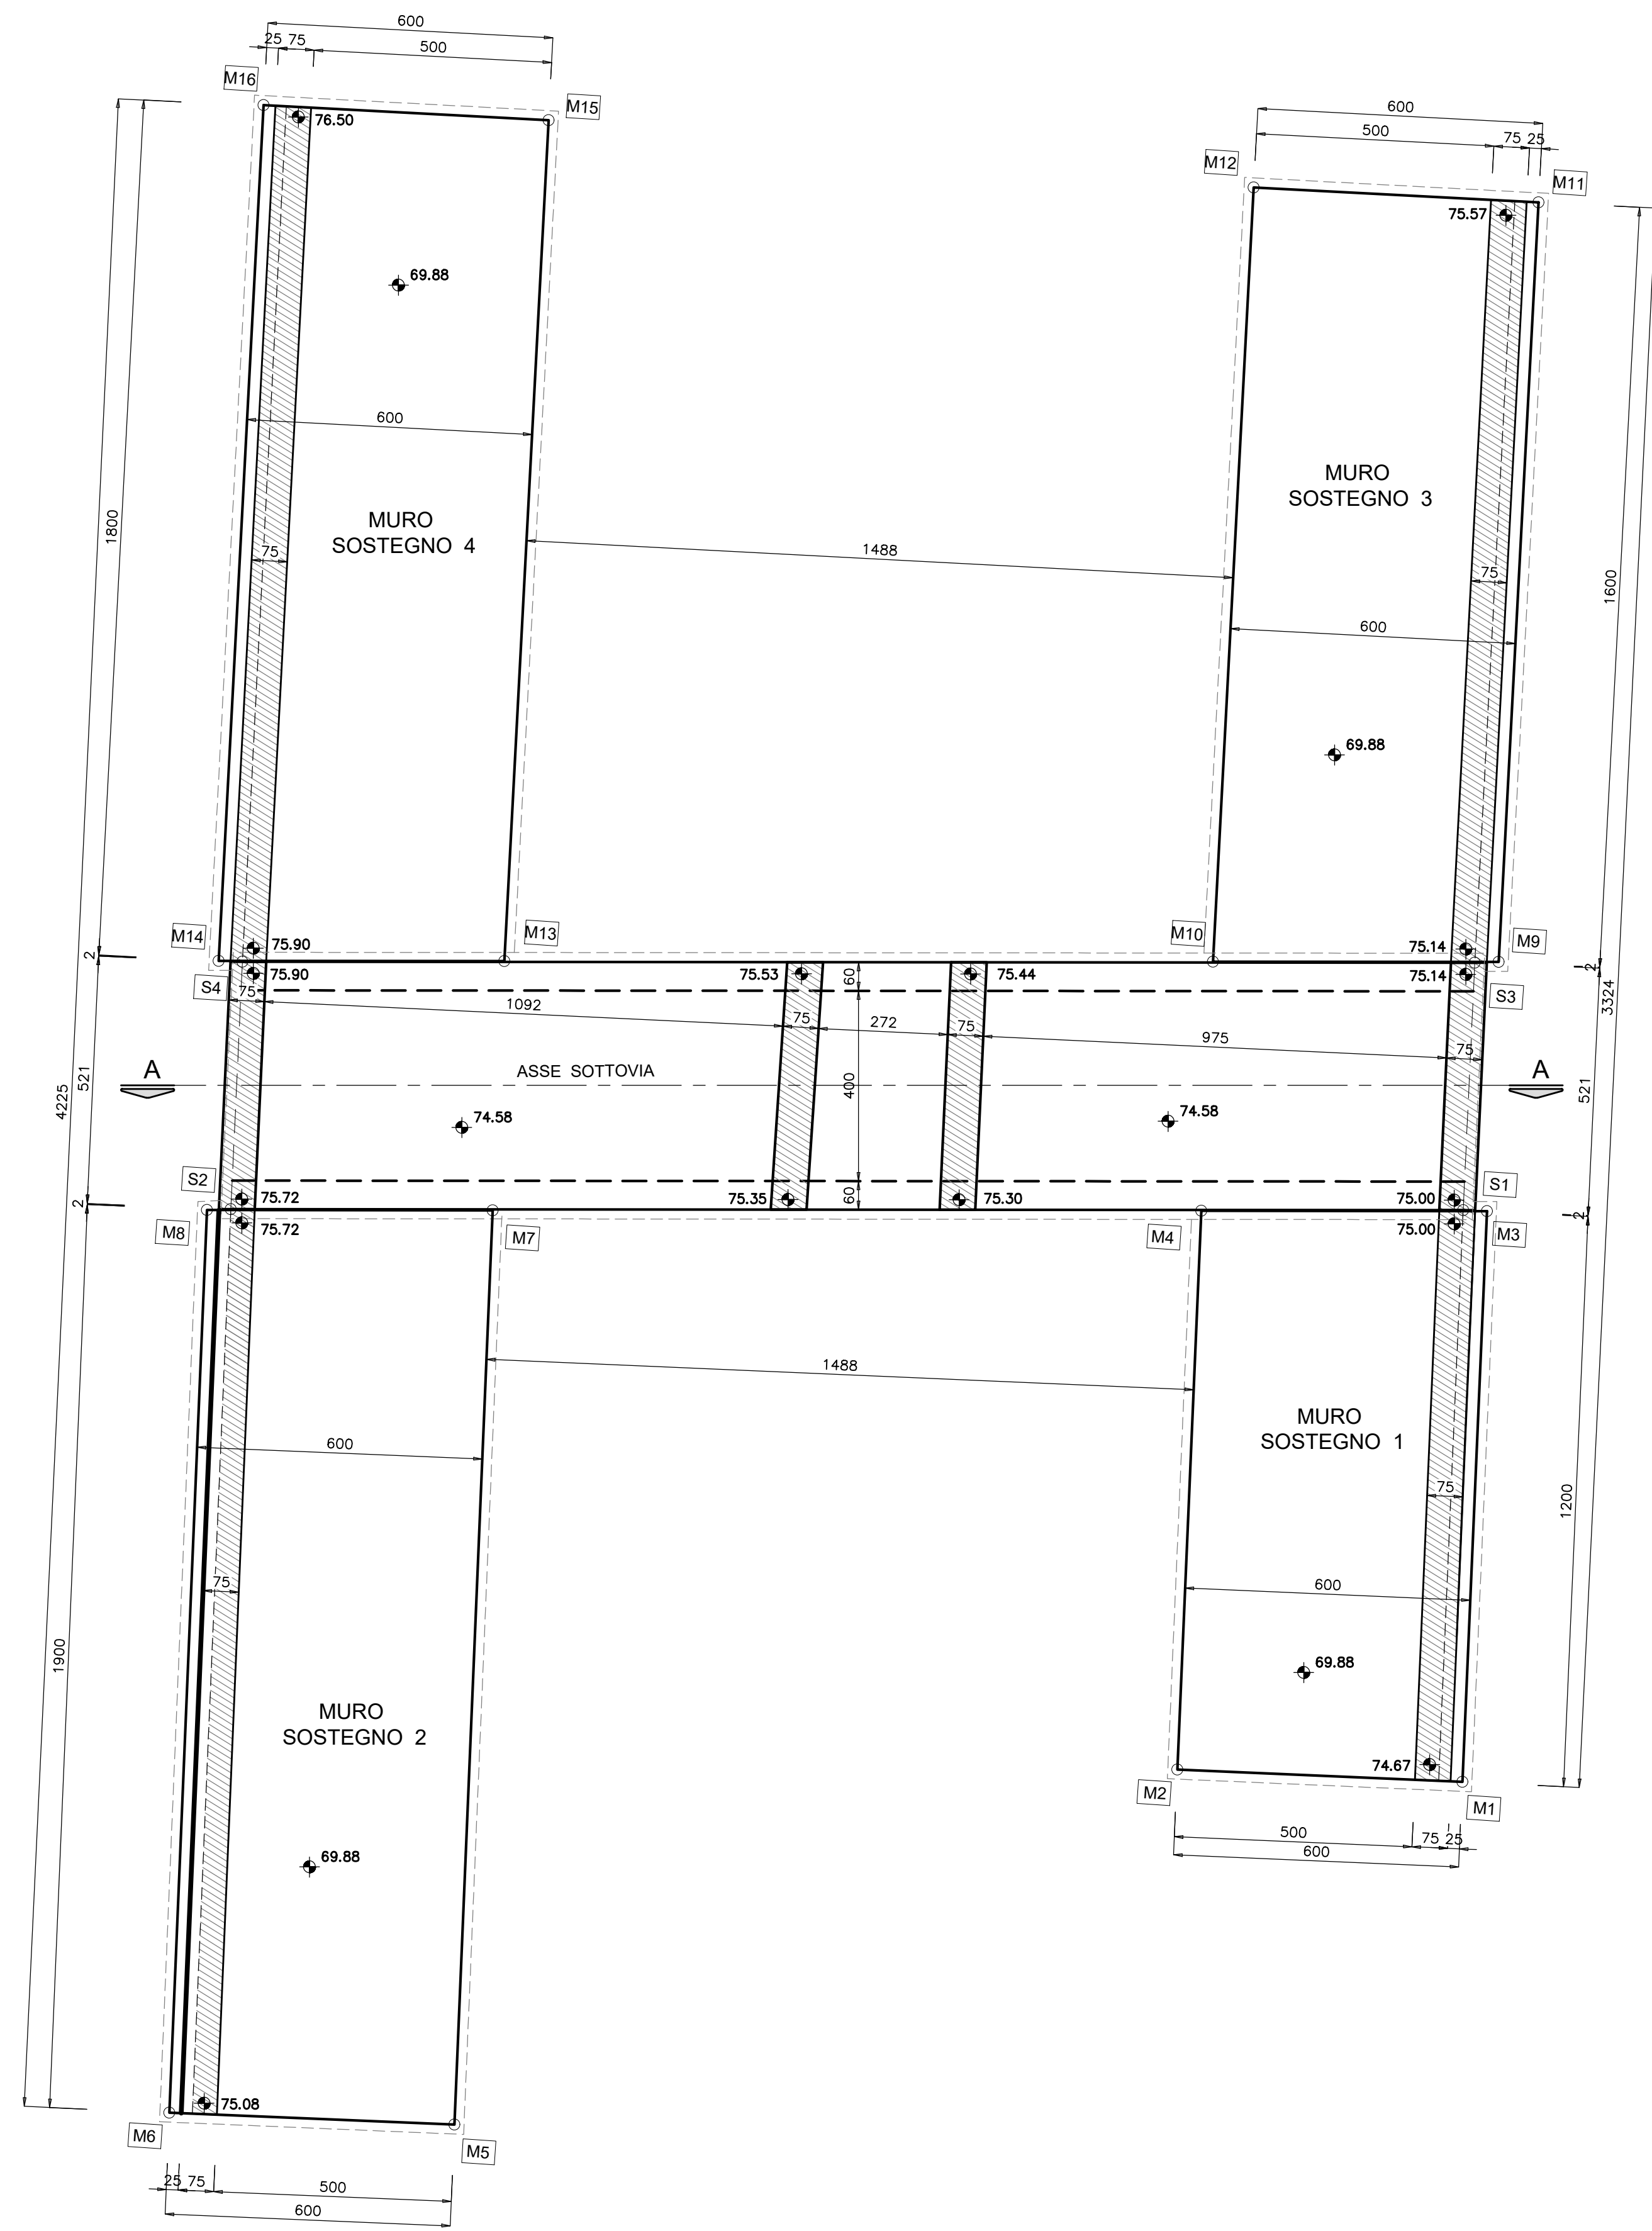 600
25 75 500
M16
M15
76.50
600
500 75 25
M12
M11
75.57
69.88
600
MURO
SOSTEGNO 4
1800
75
1488
MURO
SOSTEGNO 3
75
1600
600
69.88
M14
M13
M10
M9
75.90
75.14
2
2
75.90
75.53
60
75.44
75.14
S4
S3
75
1092
75
272
75
975
75
3324
A
ASSE SOTTOVIA
A
521
400
521
4225
74.58
74.58
S2
S1
75.72
75.35
60
75.30
75.00
2
2
M8
75.72
M7
M4
75.00
M3
1488
600
MURO
SOSTEGNO 1
75
1200
75
600
1900
69.88
MURO
SOSTEGNO 2
74.67
M2
M1
500 75 25
600
69.88
75.08
M6
M5
25 75 500
600